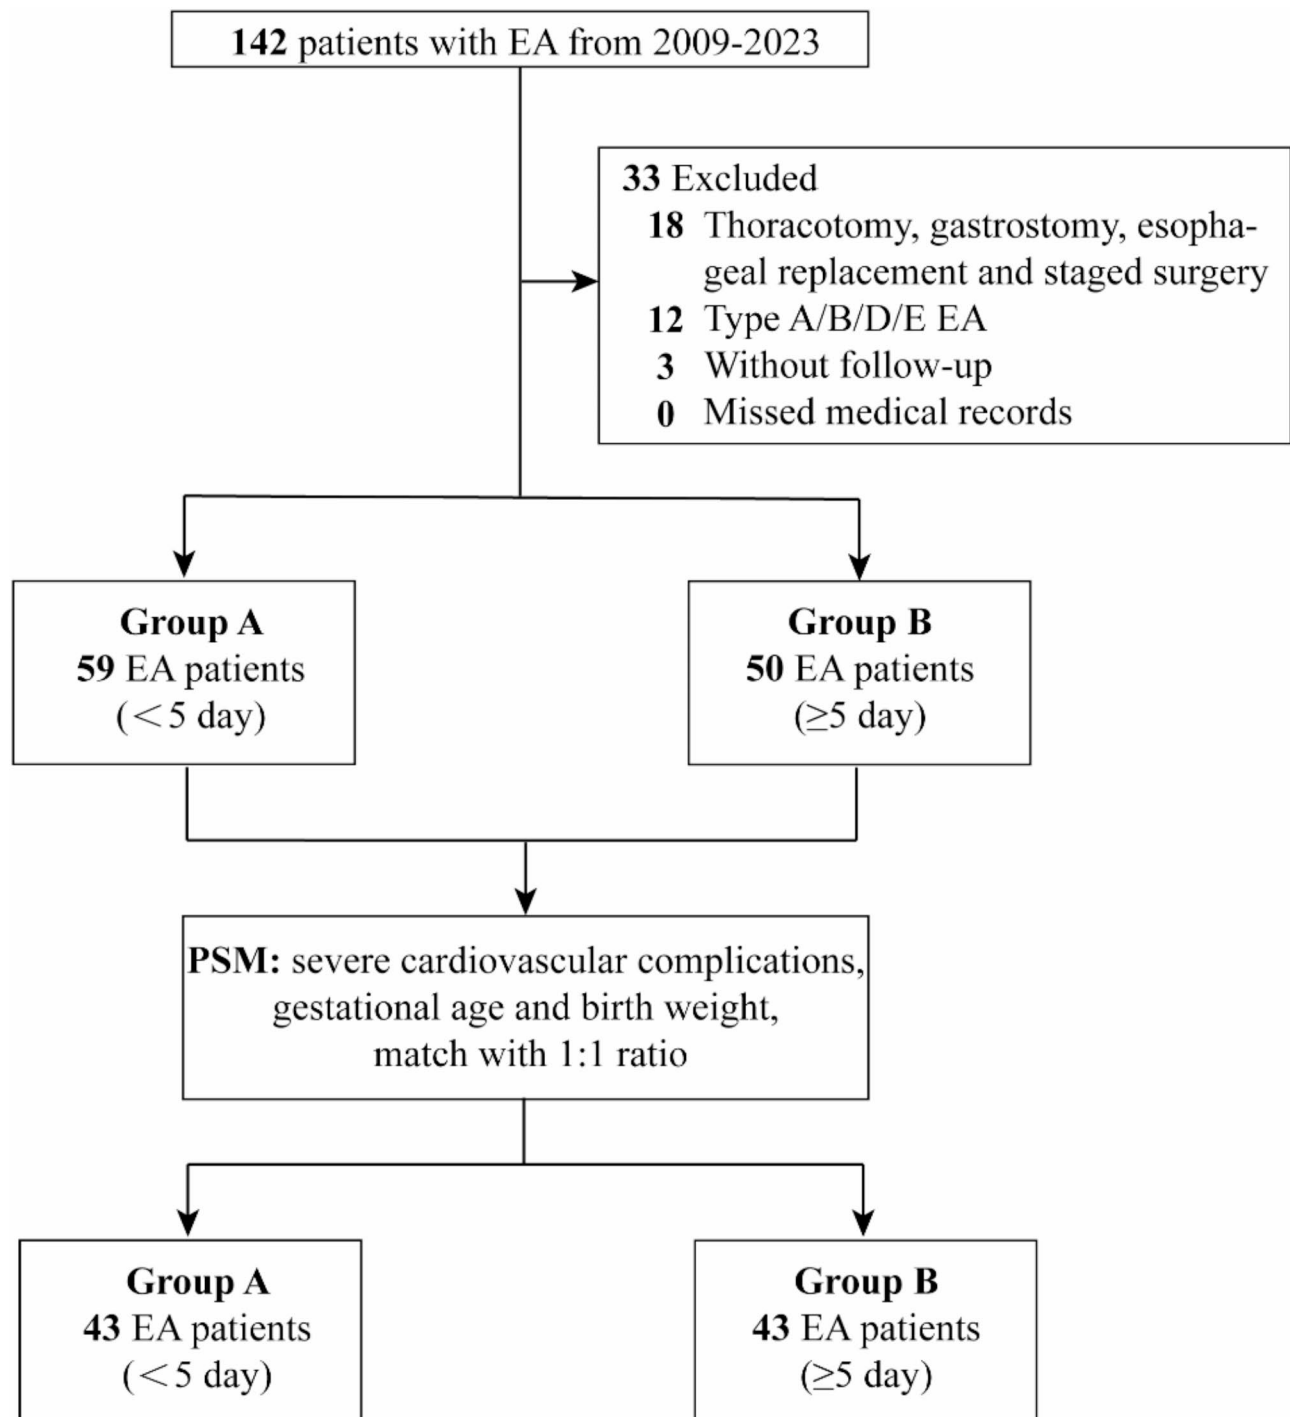 142 patients with EA from 2009-2023
33 Excluded
18 Thoracotomy, gastrostomy, esopha-
geal replacement and staged surgery
12 Type A/B/D/E EA
3 Without follow-up
0 Missed medical records
Group A
59 EA patients
(<5 day)
Group B
50 EA patients
(≥5 day)
PSM: severe cardiovascular complications,
gestational age and birth weight,
match with 1:1 ratio
Group A
43 EA patients
(<5 day)
Group B
43 EA patients
(≥5 day)